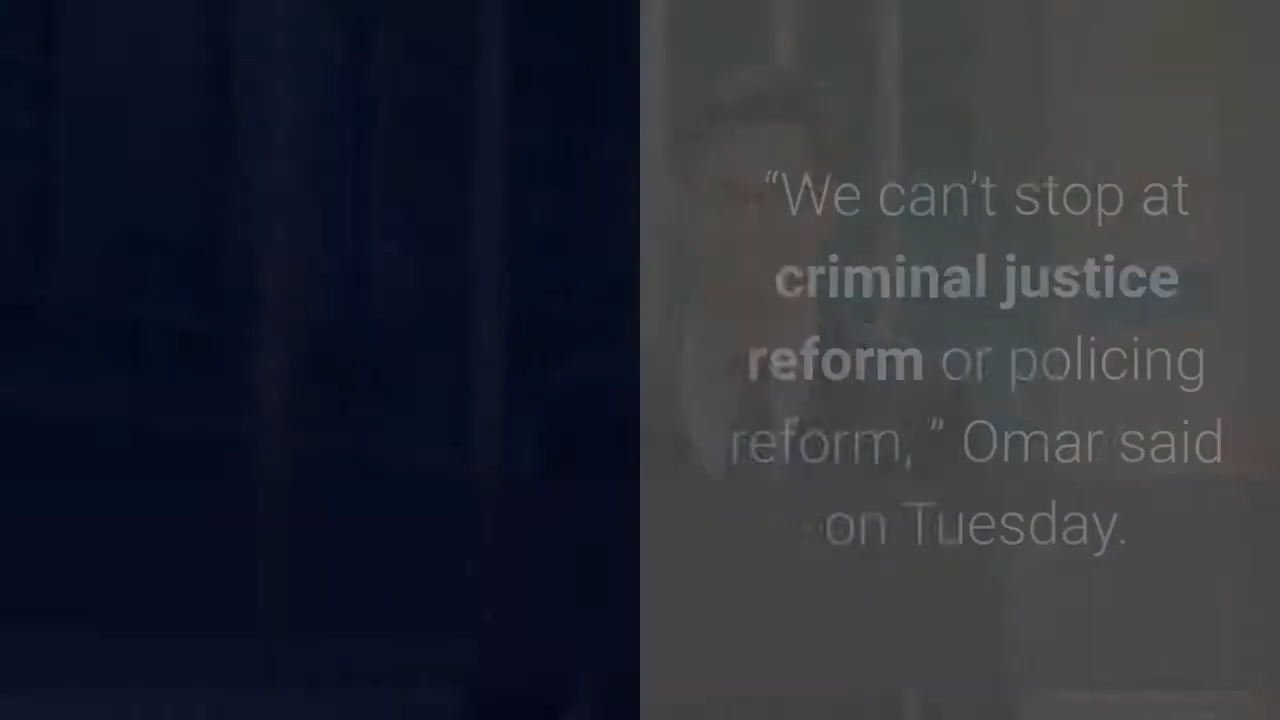 “We can’t stop at
criminal justice
reform or policing
reform, ” Omar said
on Tuesday.